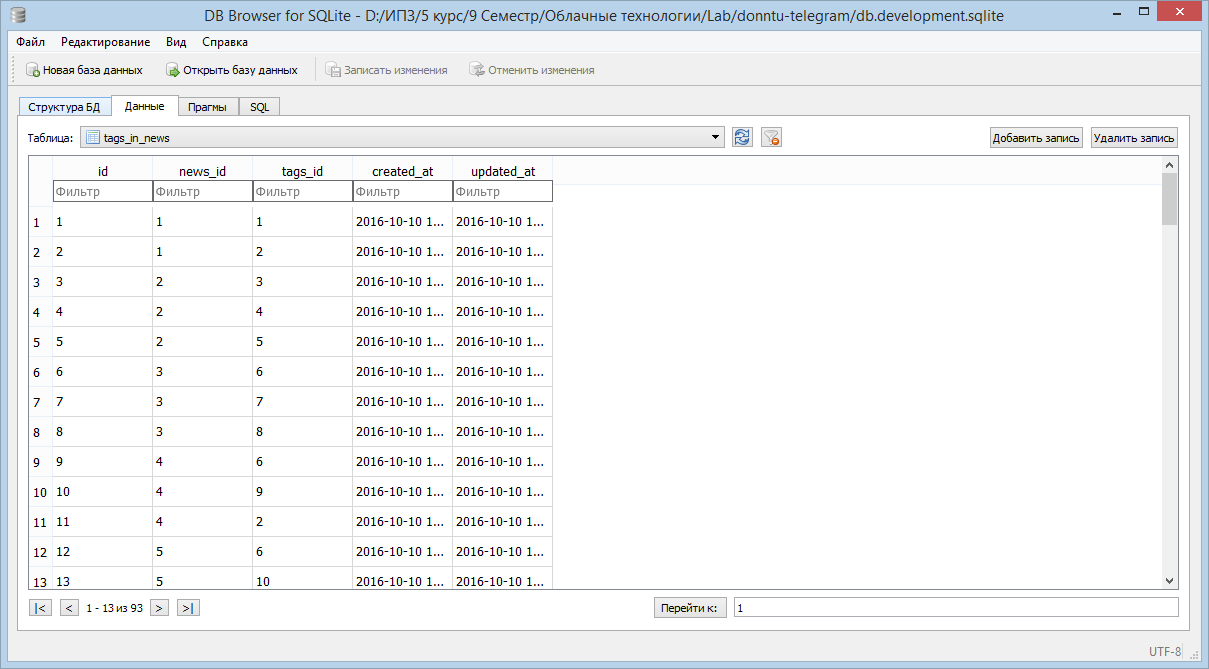 DB Browser for SQLite - D:/ИПЗ/5 курс/9 Семестр/Облачные технологии/Lab/donntu-telegram/db.development.sqlite
Файл Редактирование Вид Справка
Новая база данных Открыть базу данных Записать изменения Отменить изменения
Структура БД Данные Прагмы SQL
Таблица: tags_in_news Добавить запись Удалить запись
id news_id tags_id created_at updated_at
Фильтр Фильтр Фильтр Фильтр Фильтр
1 1 1 1 2016-10-10 1... 2016-10-10 1...
2 2 1 2 2016-10-10 1... 2016-10-10 1...
3 3 2 3 2016-10-10 1... 2016-10-10 1...
4 4 2 4 2016-10-10 1... 2016-10-10 1...
5 5 2 5 2016-10-10 1... 2016-10-10 1...
6 6 3 6 2016-10-10 1... 2016-10-10 1...
7 7 3 7 2016-10-10 1... 2016-10-10 1...
8 8 3 8 2016-10-10 1... 2016-10-10 1...
9 9 4 6 2016-10-10 1... 2016-10-10 1...
10 10 4 9 2016-10-10 1... 2016-10-10 1...
11 11 4 2 2016-10-10 1... 2016-10-10 1...
12 12 5 6 2016-10-10 1... 2016-10-10 1...
13 13 5 10 2016-10-10 1... 2016-10-10 1...
|< < 1 - 13 из 93 > >| Перейти к: 1
UTF-8